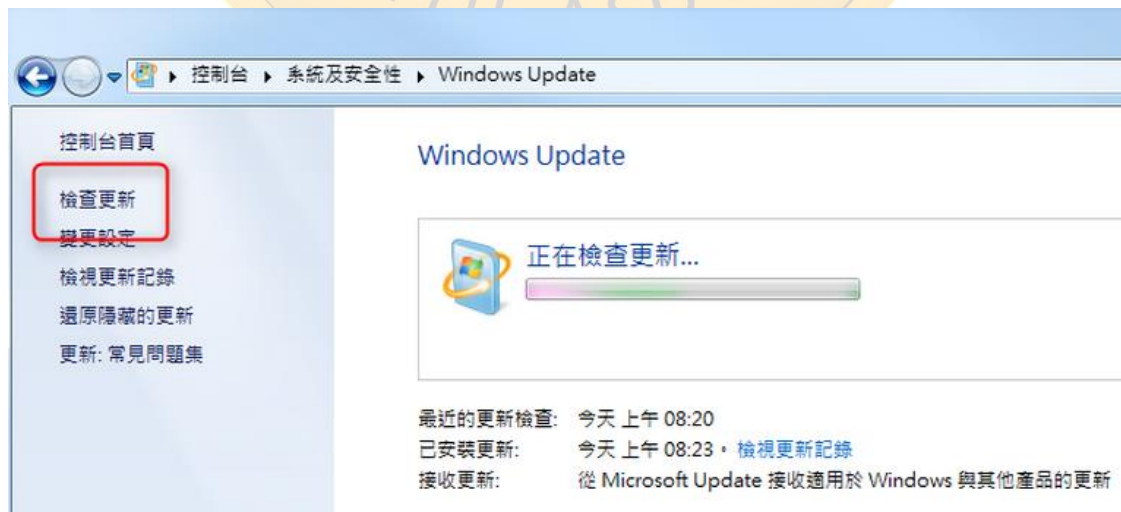 控制台 ▸ 系統及安全性 ▸ Windows Update
控制台首頁
檢查更新
變更設定
檢視更新記錄
還原隱藏的更新
更新: 常見問題集
Windows Update
正在檢查更新...
最近的更新檢查: 今天 上午 08:20
已安裝更新: 今天 上午 08:23。檢視更新記錄
接收更新: 從 Microsoft Update 接收適用於 Windows 與其他產品的更新